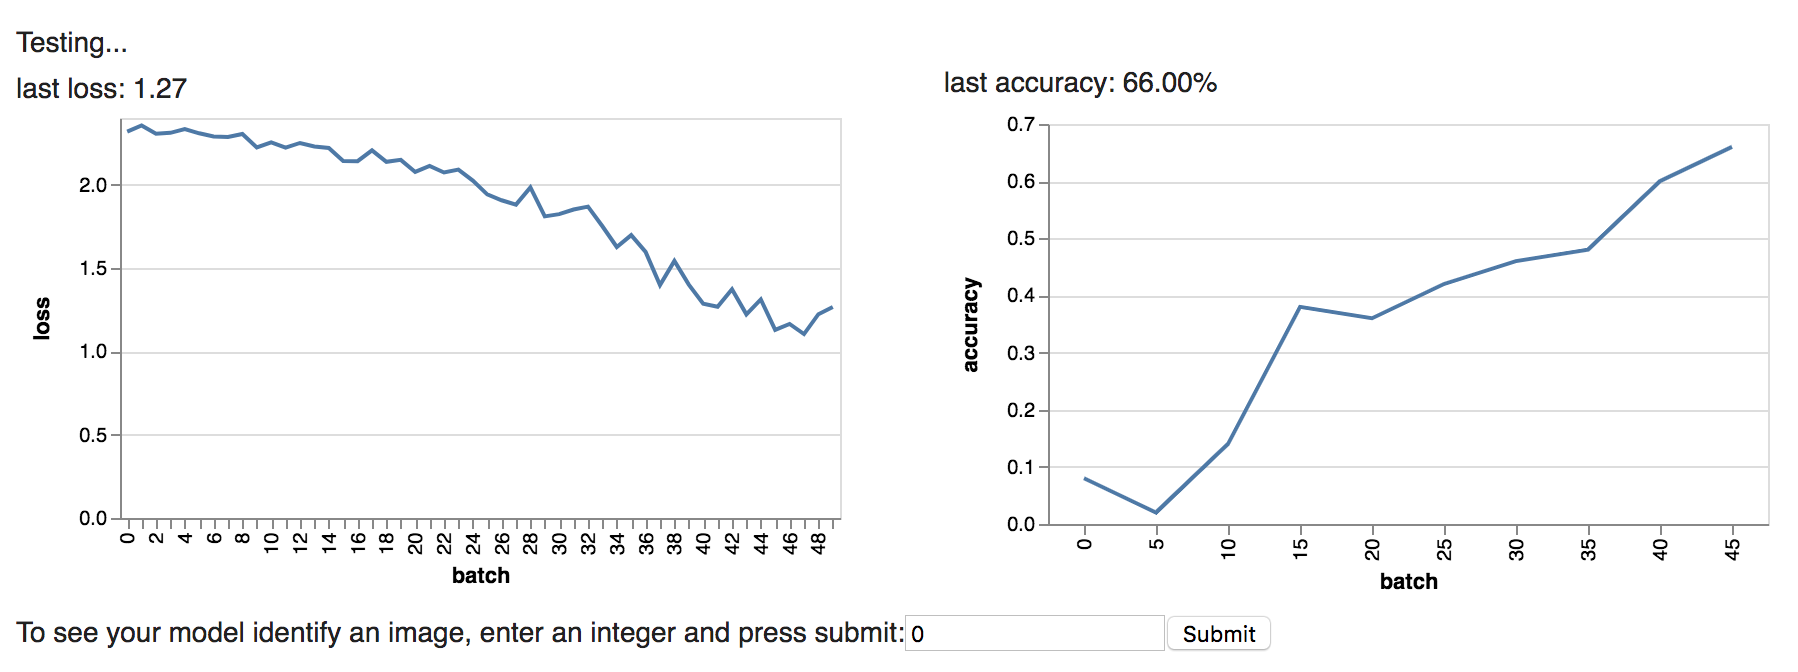 Testing...
last loss: 1.27
loss
2.0
1.5
1.0
0.5
0.0
0 2 4 6 8 10 12 14 16 18 20 22 24 26 28 30 32 34 36 38 40 42 44 46 48
batch
last accuracy: 66.00%
accuracy
0.7
0.6
0.5
0.4
0.3
0.2
0.1
0.0
0 5 10 15 20 25 30 35 40 45
batch
To see your model identify an image, enter an integer and press submit: 0 Submit